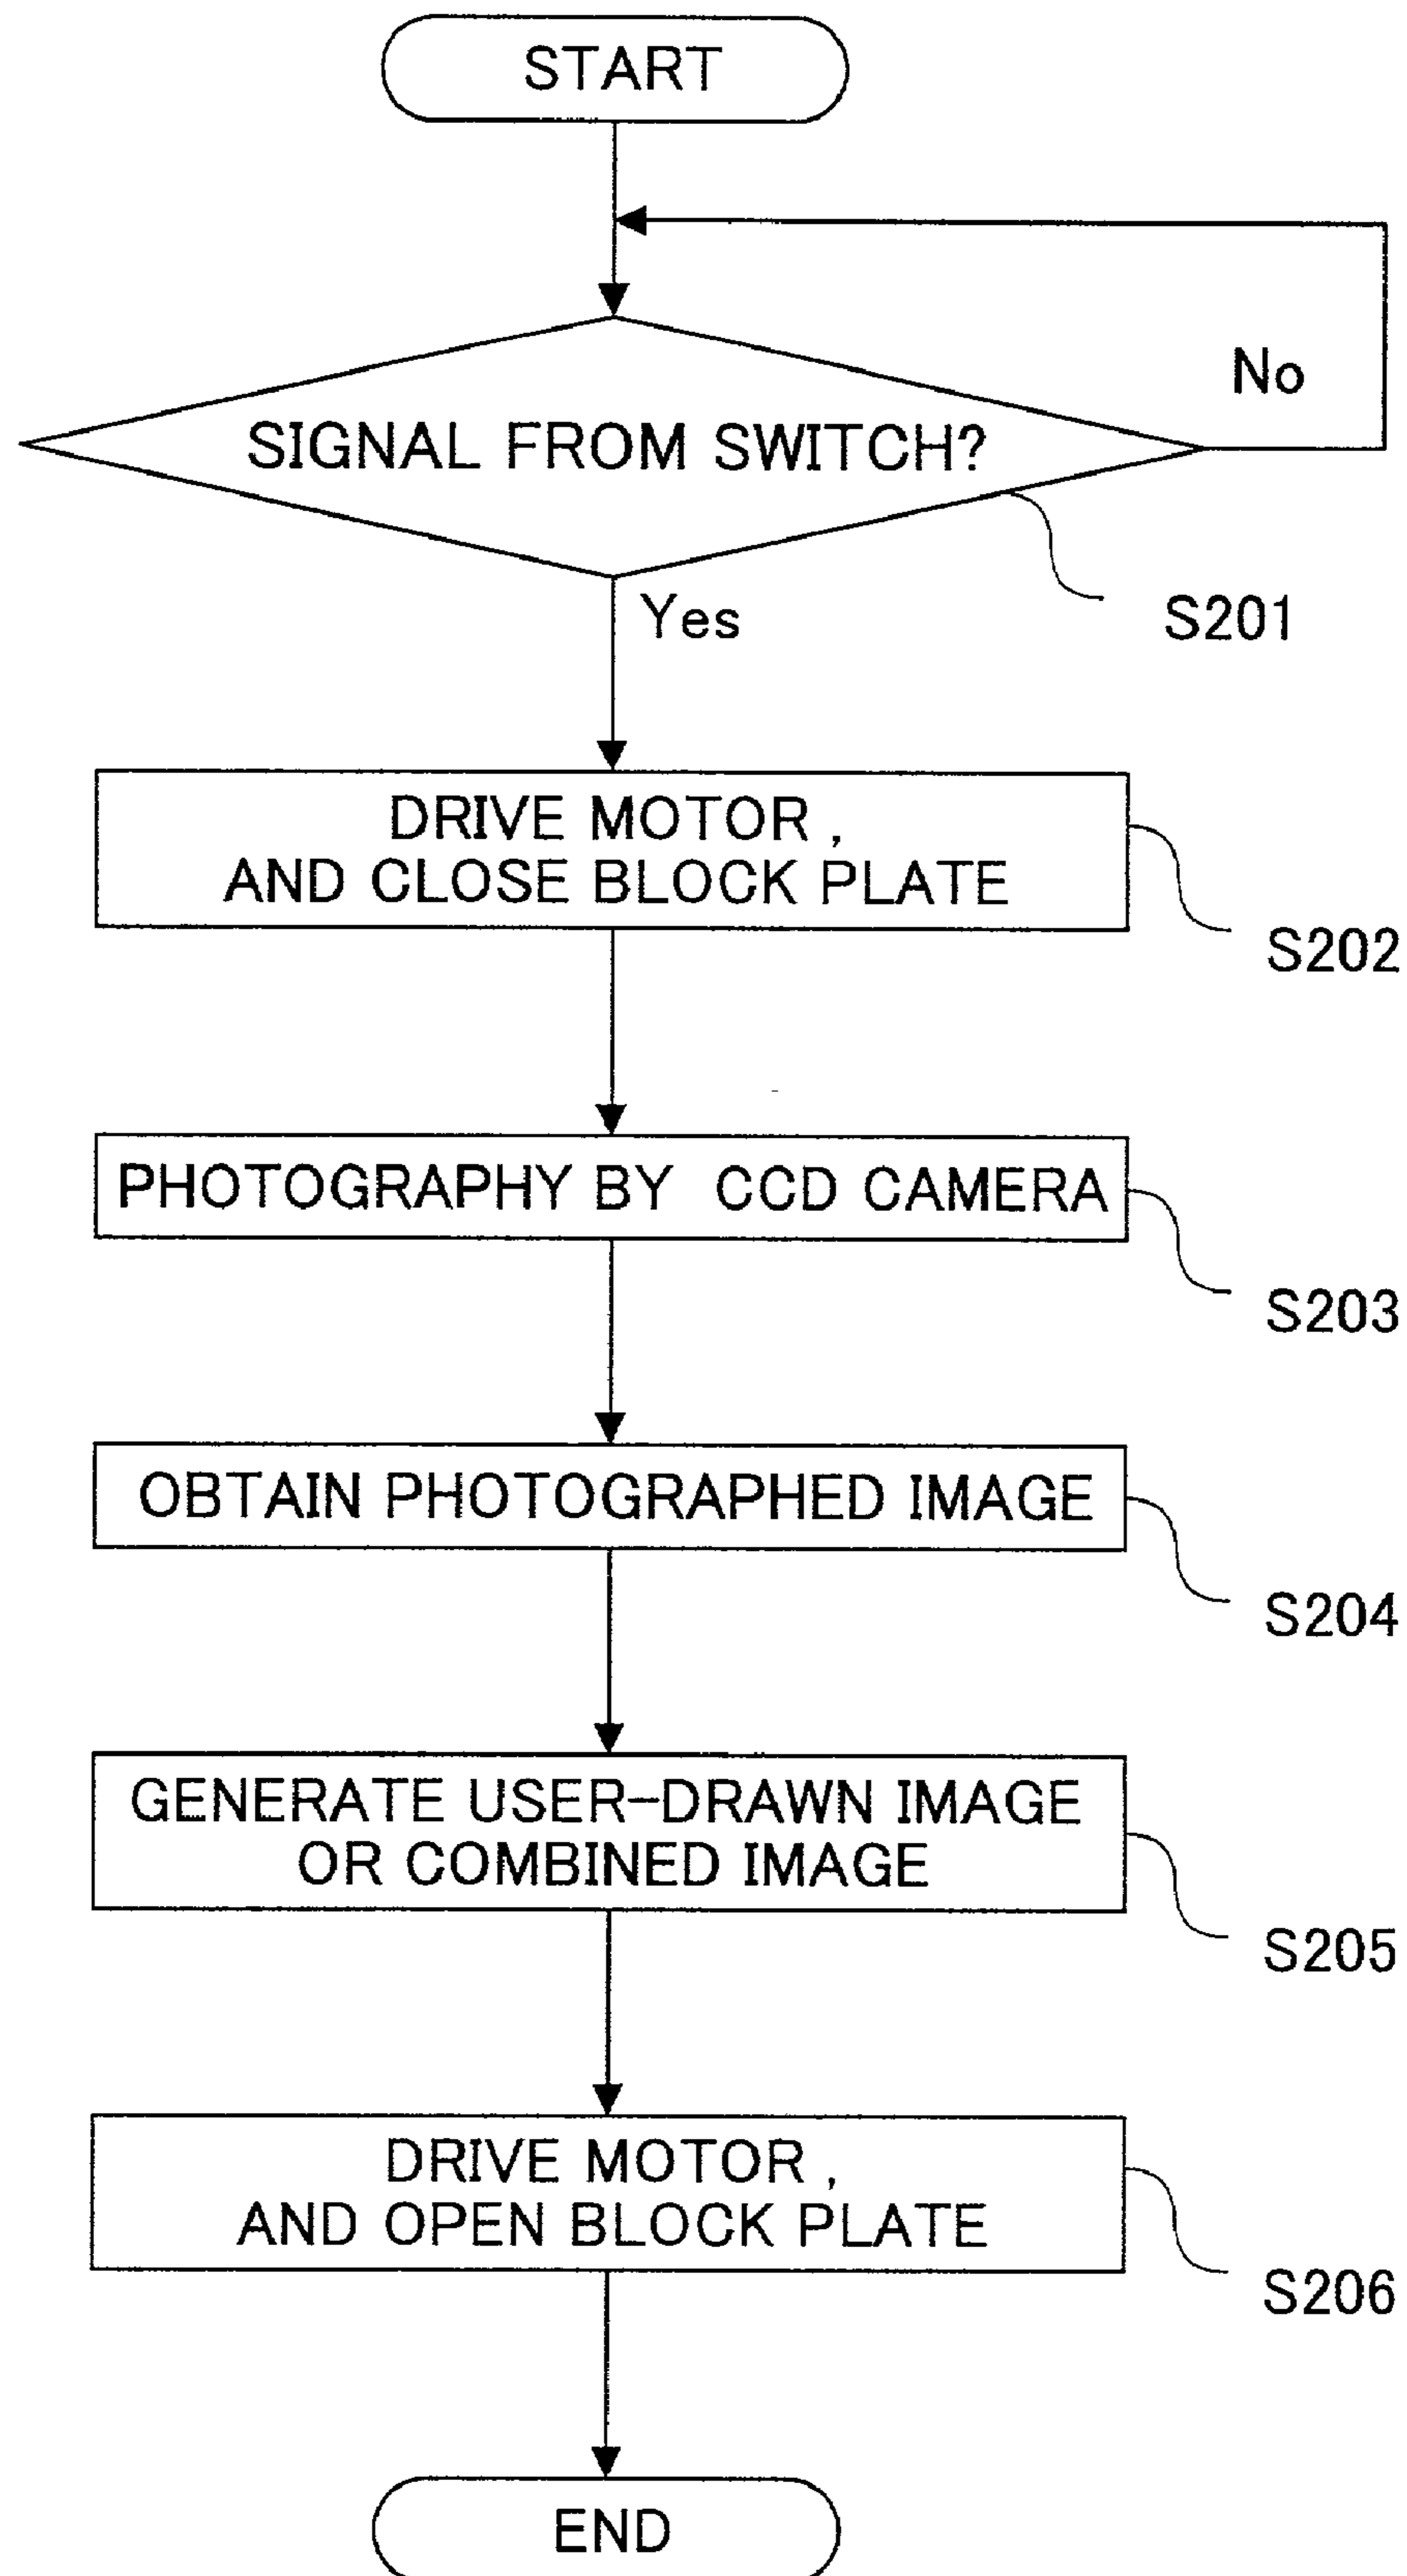 START
No
SIGNAL FROM SWITCH?
S201
Yes
DRIVE MOTOR ,
AND CLOSE BLOCK PLATE
S202
PHOTOGRAPHY BY CCD CAMERA
S203
OBTAIN PHOTOGRAPHED IMAGE
S204
GENERATE USER-DRAWN IMAGE
OR COMBINED IMAGE
S205
DRIVE MOTOR ,
AND OPEN BLOCK PLATE
S206
END